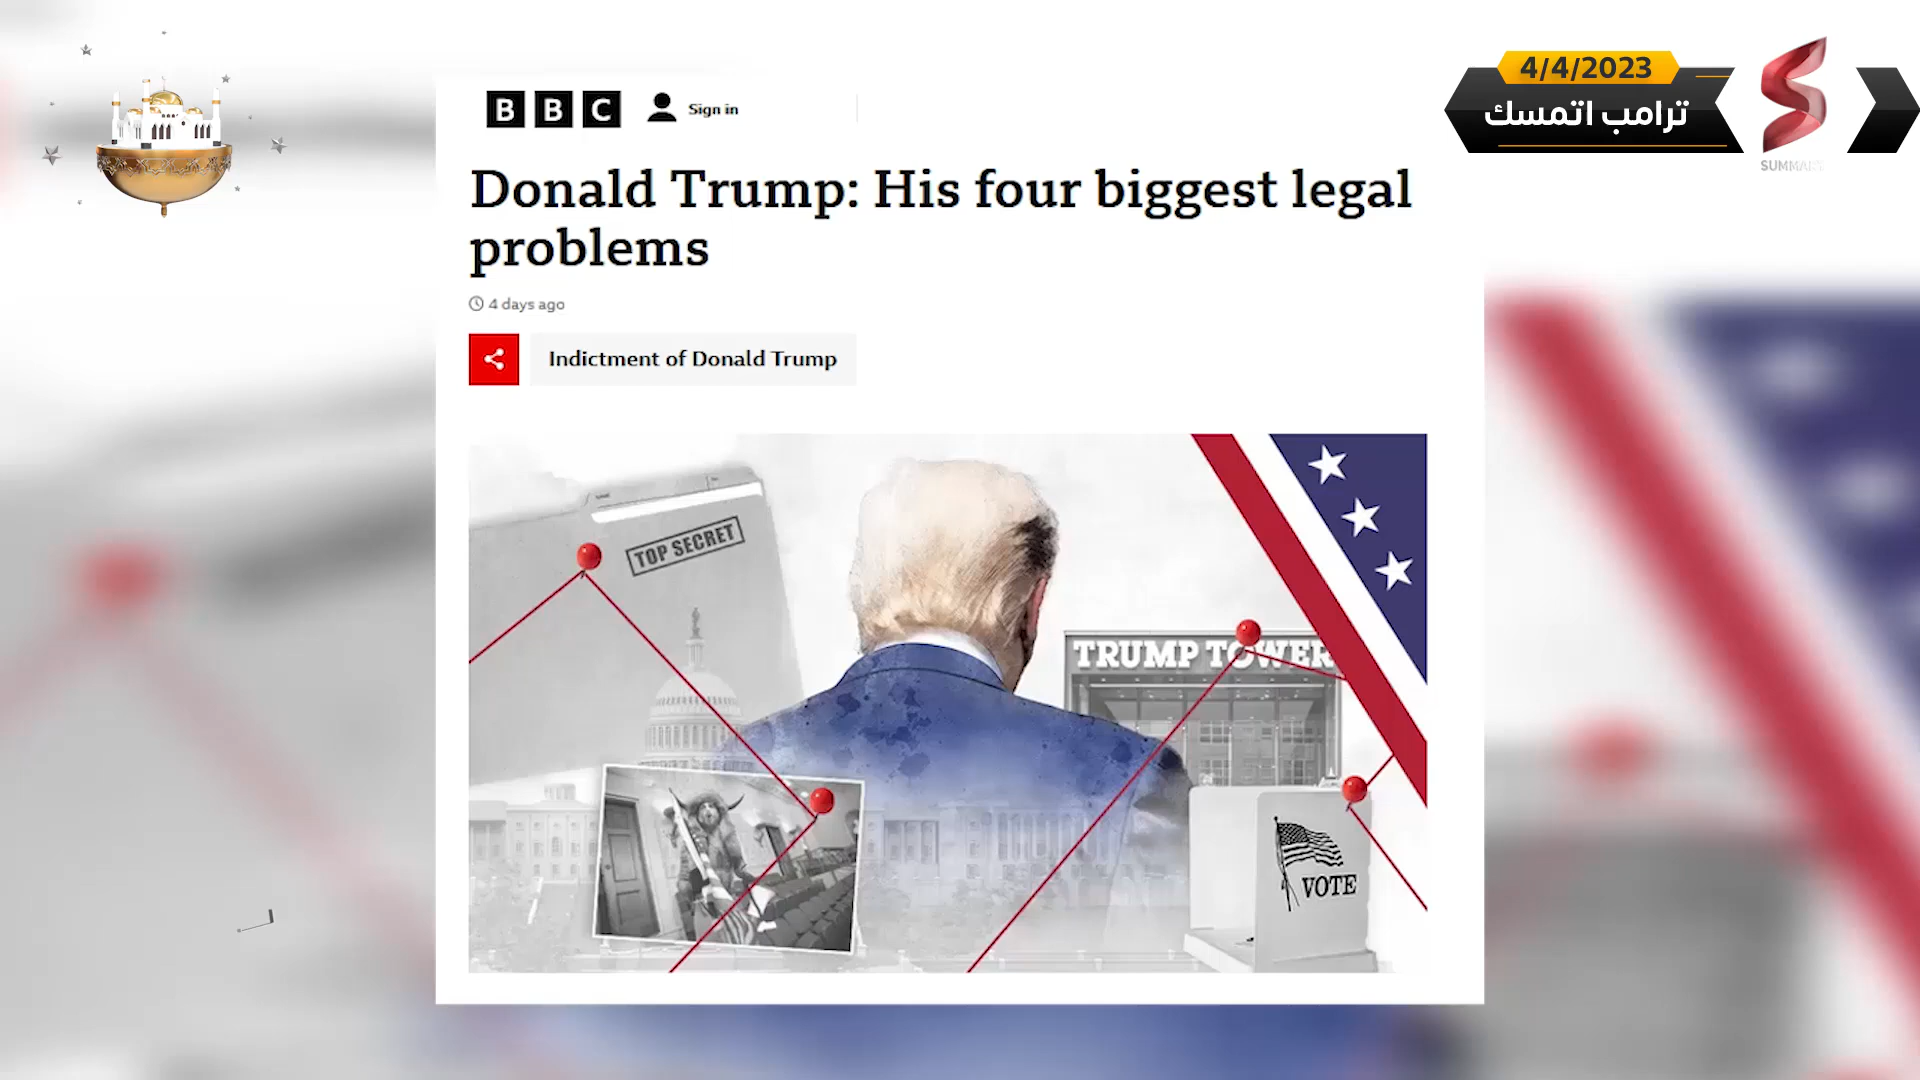 4/4/2023
ترامب اتمسك
SUMMARY
BBC
Sign in
Donald Trump: His four biggest legal
problems
4 days ago
Indictment of Donald Trump
TOP SECRET
TRUMP TOWER
VOTE